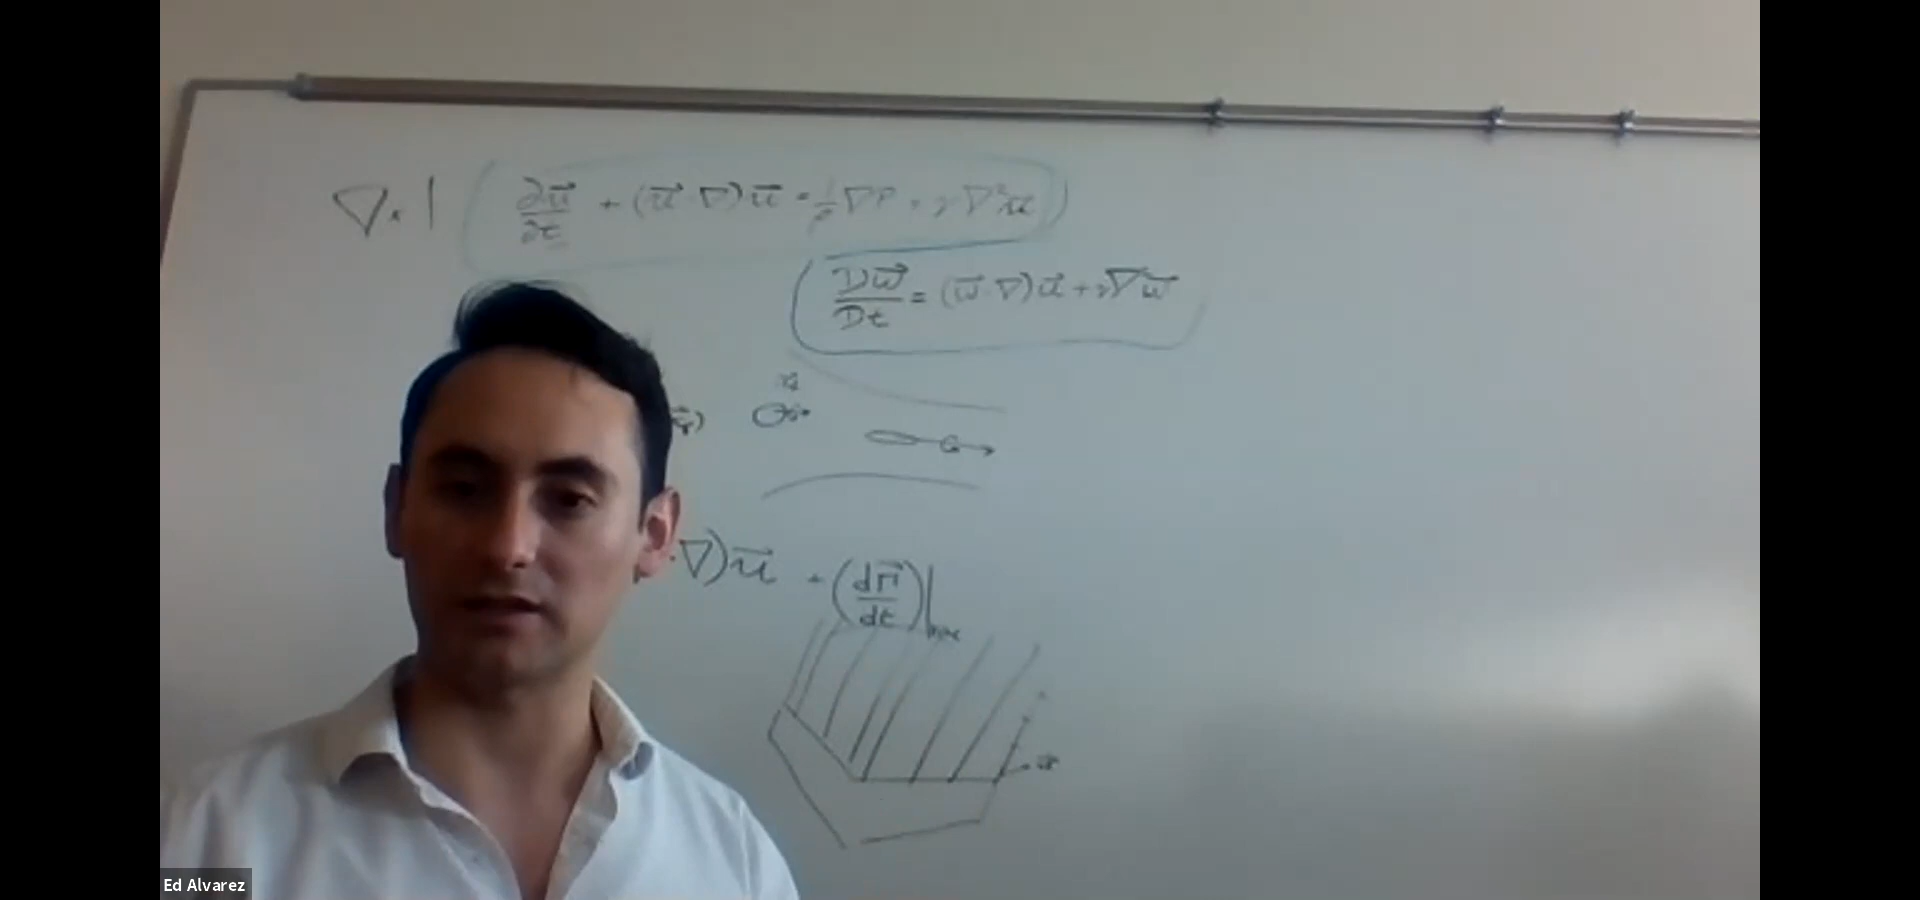 ∇× | ( ∂u⃗/∂t + (u⃗·∇)u⃗ = 1/ρ ∇P + ν∇²u⃗ )
Dω⃗/Dt = (ω⃗·∇)u⃗ + ν∇²ω⃗
·∇)u⃗ + (dΓ⃗/dt)|
Ed Alvarez